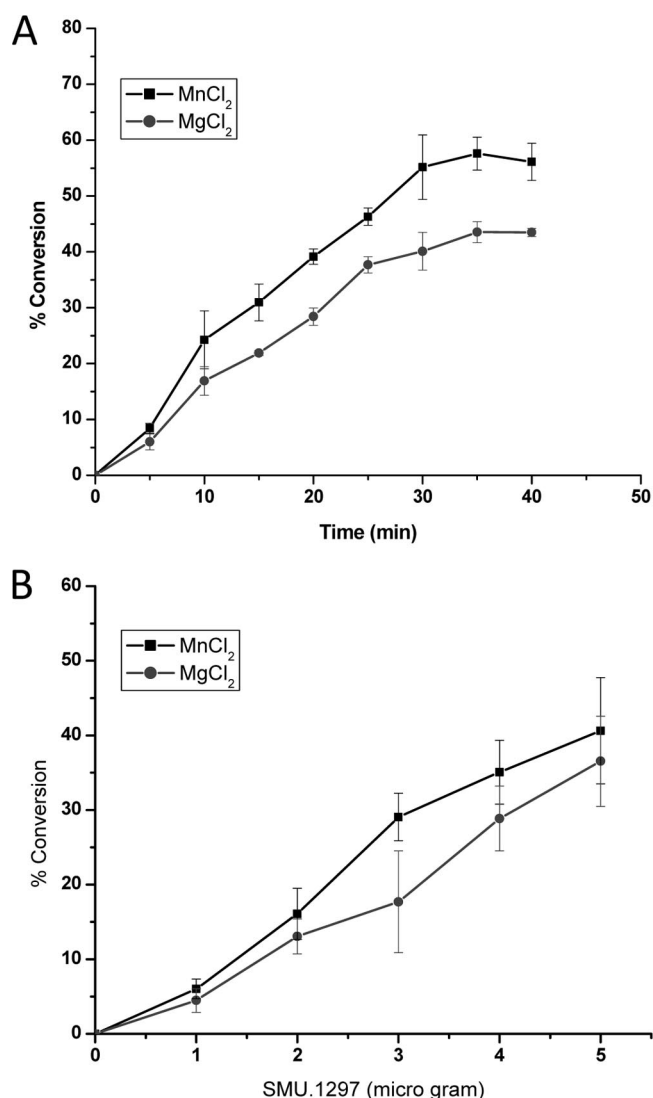 A
80
70
60
50
40
30
20
10
0
% Conversion
MnCl₂
MgCl₂
0 10 20 30 40 50
Time (min)
B
60
50
40
30
20
10
0
% Conversion
MnCl₂
MgCl₂
0 1 2 3 4 5
SMU.1297 (micro gram)